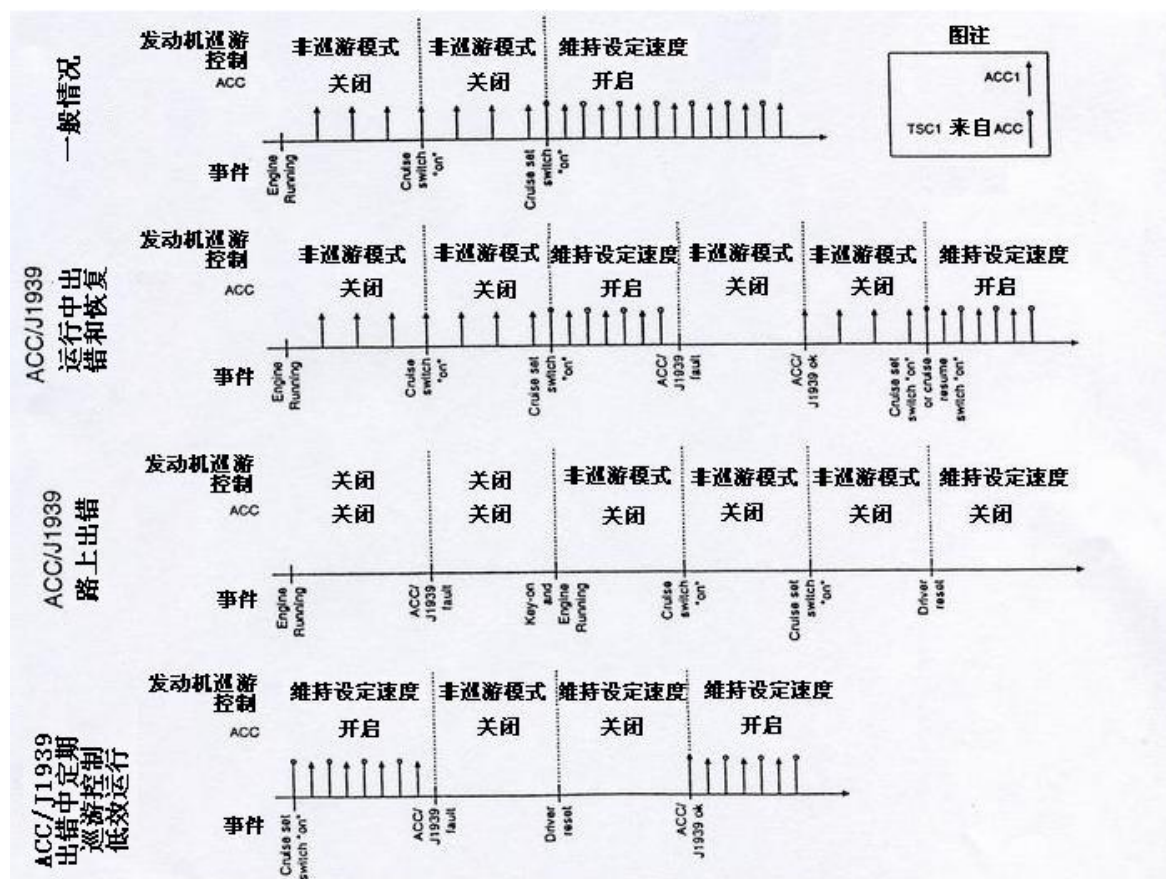 一般情况
发动机巡游
控制
ACC
非巡游模式
关闭
非巡游模式
关闭
维持设定速度
开启
事件
Engine
Running
Cruise
switch
"on"
Cruise set
switch
"on"
图注
ACC1
TSC1 来自ACC
ACC/J1939
运行中出
错和恢复
发动机巡游
控制
ACC
非巡游模式
关闭
非巡游模式
关闭
维持设定速度
开启
非巡游模式
关闭
非巡游模式
关闭
维持设定速度
开启
事件
Engine
Running
Cruise
switch
"on"
Cruise set
switch
"on"
ACC/
J1939
fault
ACC/
J1939 ok
Cruise set
switch "on"
or cruise
resume
switch "on"
ACC/J1939
路上出错
发动机巡游
控制
ACC
关闭
关闭
关闭
关闭
非巡游模式
关闭
非巡游模式
关闭
非巡游模式
关闭
维持设定速度
关闭
事件
Engine
Running
ACC/
J1939
fault
Key-on
and
Engine
Running
Cruise
switch
"on"
Cruise set
switch
"on"
Driver
reset
ACC/J1939
出错中定期
巡游控制
低效运行
发动机巡游
控制
ACC
维持设定速度
开启
非巡游模式
关闭
维持设定速度
关闭
维持设定速度
开启
事件
Cruise set
switch "on"
ACC/
J1939
fault
Driver
reset
ACC/
J1939 ok